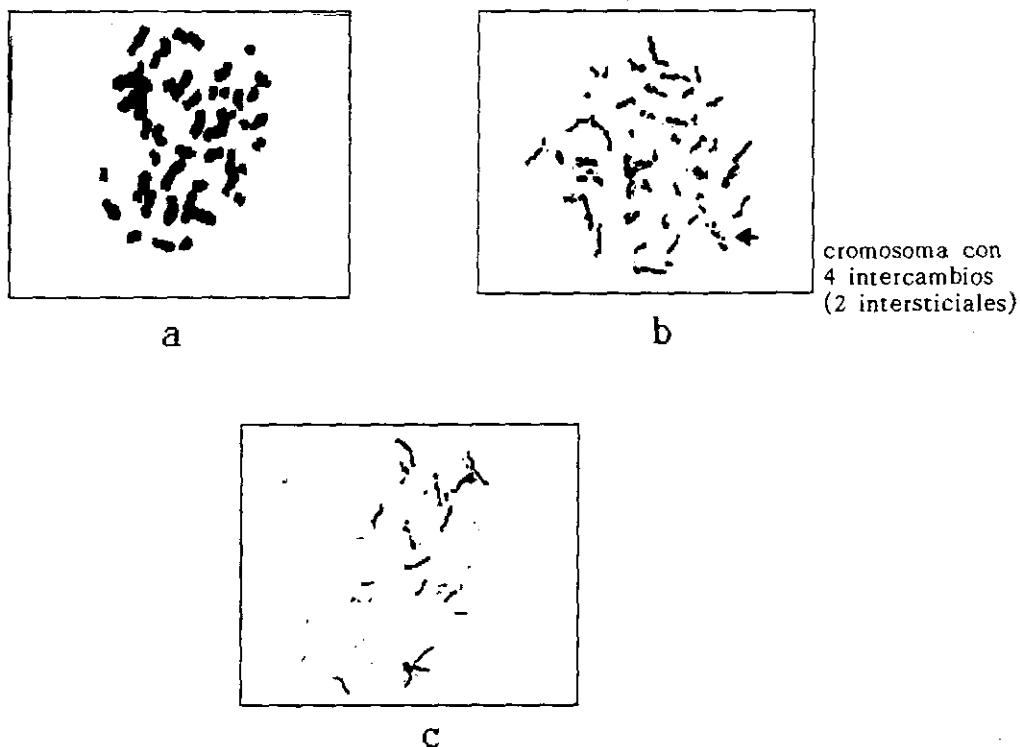 a
b
cromosoma con
4 intercambios
(2 intersticiales)
c